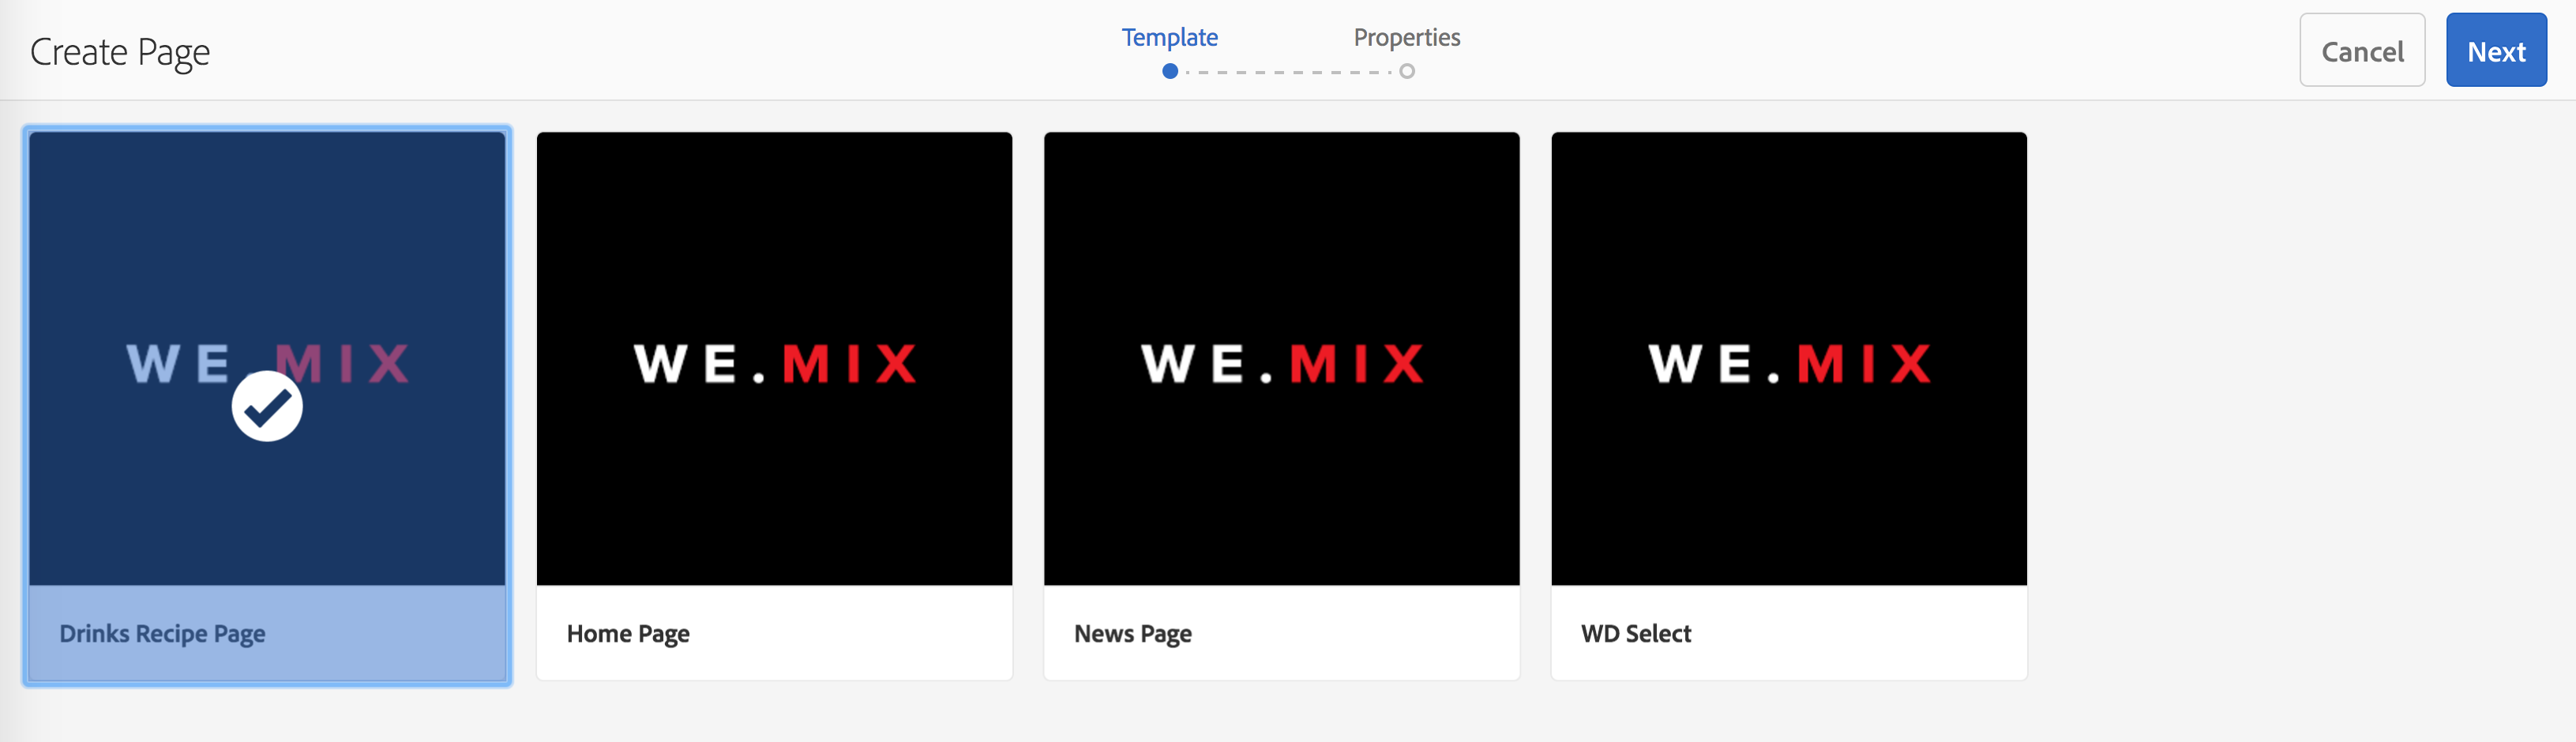 Create Page
Template
Properties
Cancel
Next
WE.MIX
WE.MIX
WE.MIX
WE.MIX
Drinks Recipe Page
Home Page
News Page
WD Select